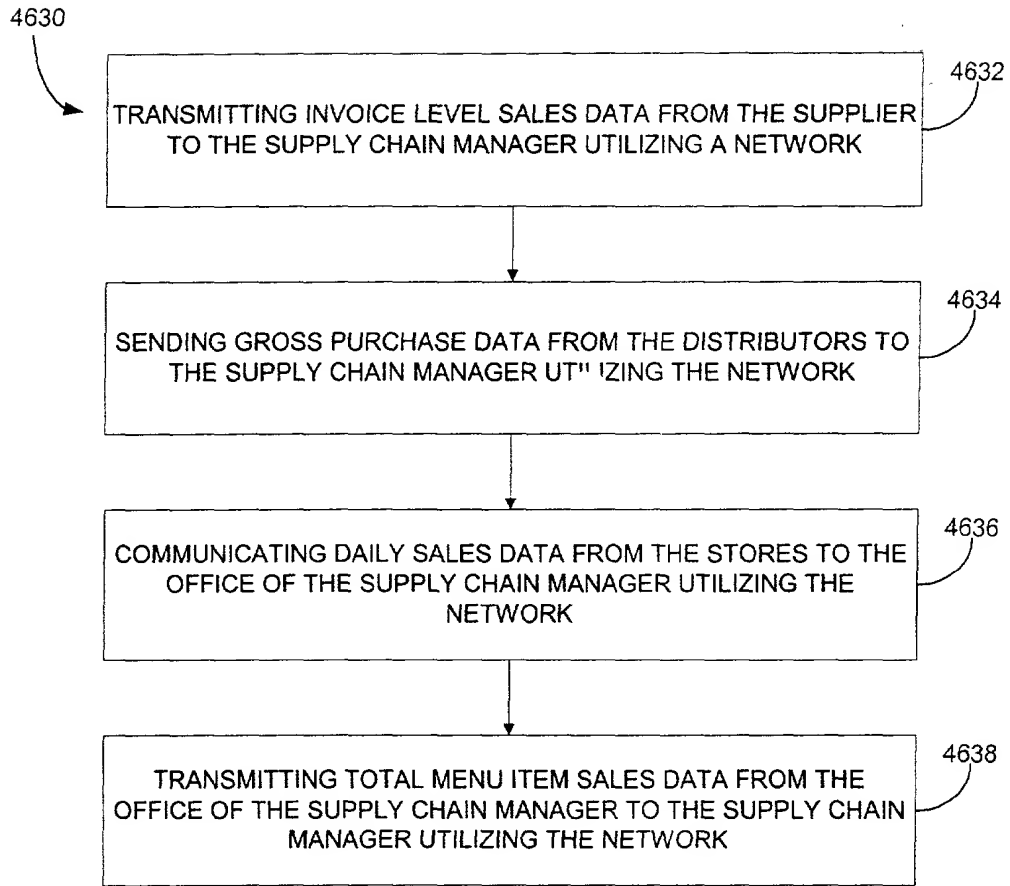 4630
4632
TRANSMITTING INVOICE LEVEL SALES DATA FROM THE SUPPLIER
TO THE SUPPLY CHAIN MANAGER UTILIZING A NETWORK
4634
SENDING GROSS PURCHASE DATA FROM THE DISTRIBUTORS TO
THE SUPPLY CHAIN MANAGER THE NETWORK
4636
COMMUNICATING DAILY SALES DATA FROM THE STORES TO THE
OFFICE OF THE SUPPLY CHAIN MANAGER UTILIZING THE
NETWORK
4638
TRANSMITTING TOTAL MENU ITEM SALES DATA FROM THE
OFFICE OF THE SUPPLY CHAIN MANAGER TO THE SUPPLY CHAIN
MANAGER UTILIZING THE NETWORK